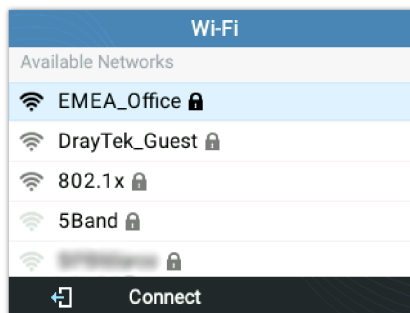 Wi-Fi
Available Networks
EMEA_Office
DrayTek_Guest
802.1x
5Band
Connect